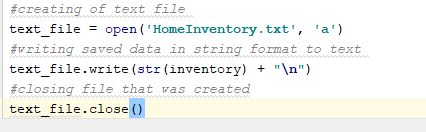 #creating of text file
text_file = open('HomeInventory.txt', 'a')
#writing saved data in string format to text
text_file.write(str(inventory) + "\n")
#closing file that was created
text_file.close()